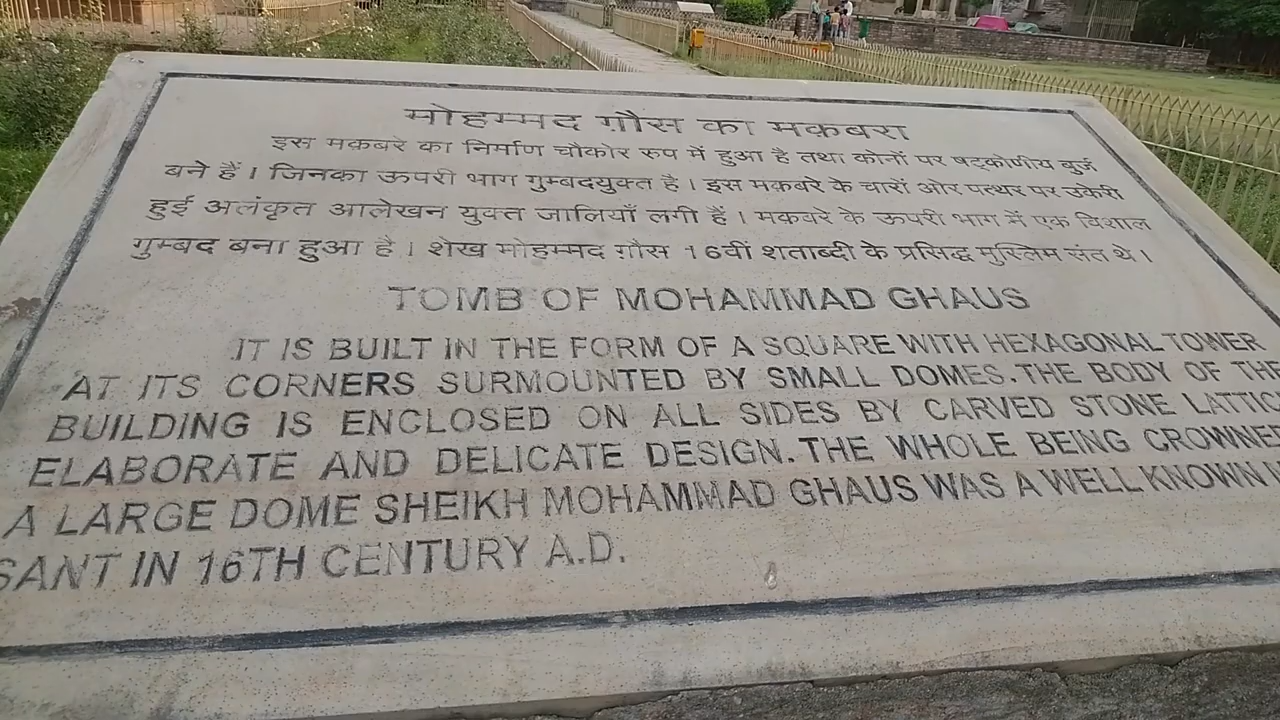 मोहम्मद ग़ौस का मकबरा
इस मकबरे का निर्माण चौकोर रुप में हुआ है तथा कोनों पर षट्कोणीय बुर्ज
बने हैं। जिनका ऊपरी भाग गुम्बदयुक्त है। इस मकबरे के चारों ओर पत्थर पर उकेरी
हुई अलंकृत आलेखन युक्त जालियाँ लगी हैं। मकबरे के ऊपरी भाग में एक विशाल
गुम्बद बना हुआ है। शेख मोहम्मद ग़ौस 16वीं शताब्दी के प्रसिद्ध मुस्लिम संत थे।
TOMB OF MOHAMMAD GHAUS
IT IS BUILT IN THE FORM OF A SQUARE WITH HEXAGONAL TOWER
AT ITS CORNERS SURMOUNTED BY SMALL DOMES. THE BODY OF THE
BUILDING IS ENCLOSED ON ALL SIDES BY CARVED STONE LATTIC
ELABORATE AND DELICATE DESIGN. THE WHOLE BEING CROWNED
A LARGE DOME SHEIKH MOHAMMAD GHAUS WAS A WELL KNOWN
SANT IN 16TH CENTURY A.D.